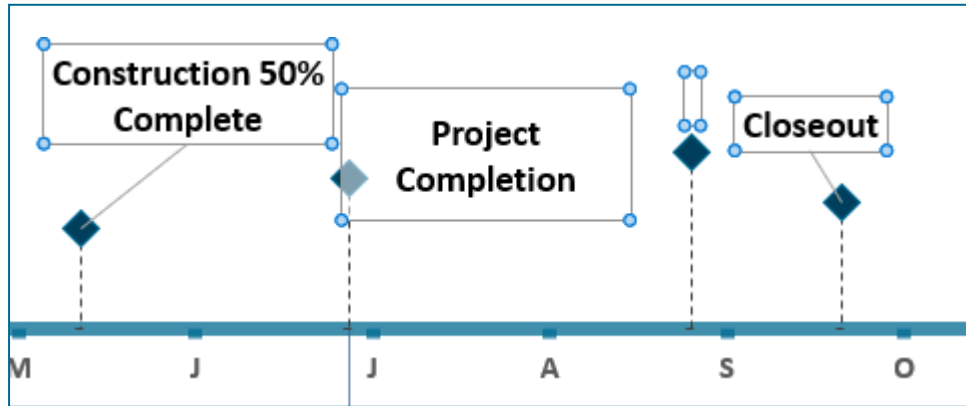 Construction 50%
Complete
Project
Completion
Closeout
M J J A S O